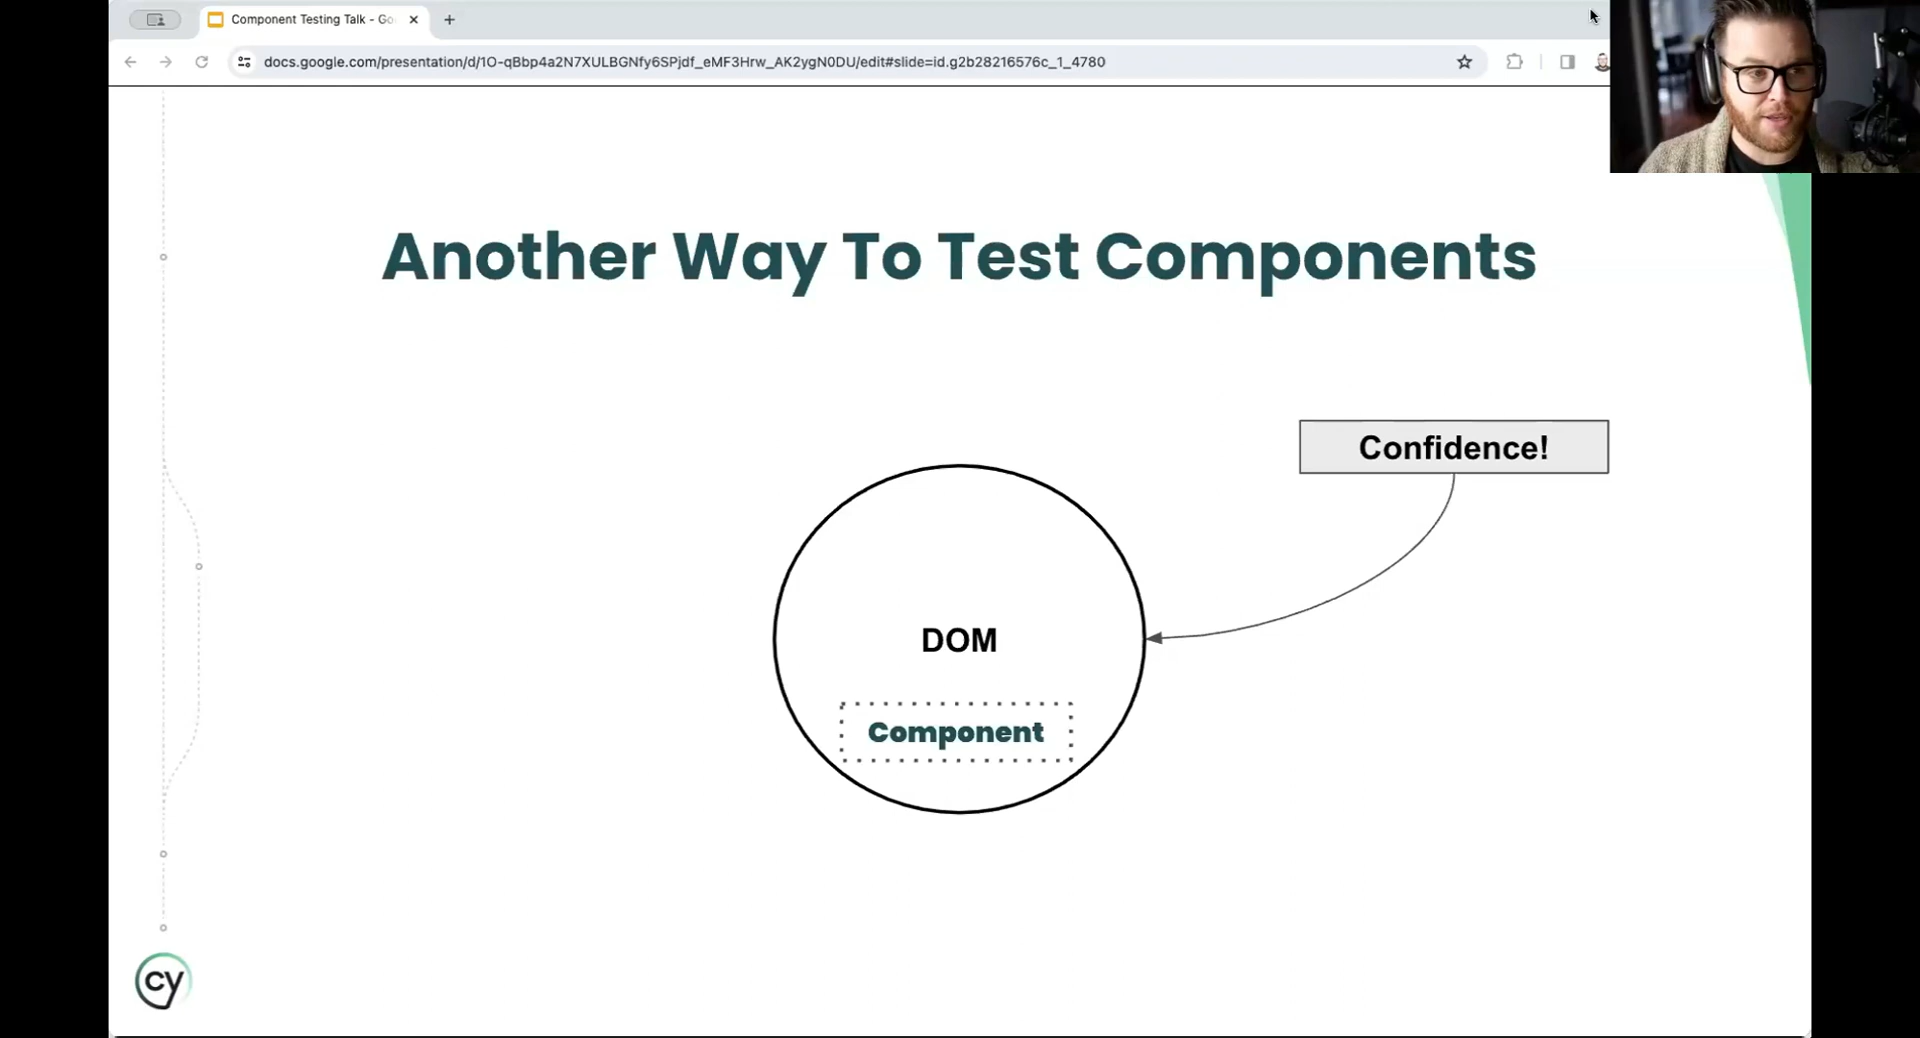 Component Testing Talk - Go
docs.google.com/presentation/d/1O-qBbp4a2N7XULBGNfy6SPjdf_eMF3Hrw_AK2ygN0DU/edit#slide=id.g2b28216576c_1_4780
Another Way To Test Components
Confidence!
DOM
Component
cy